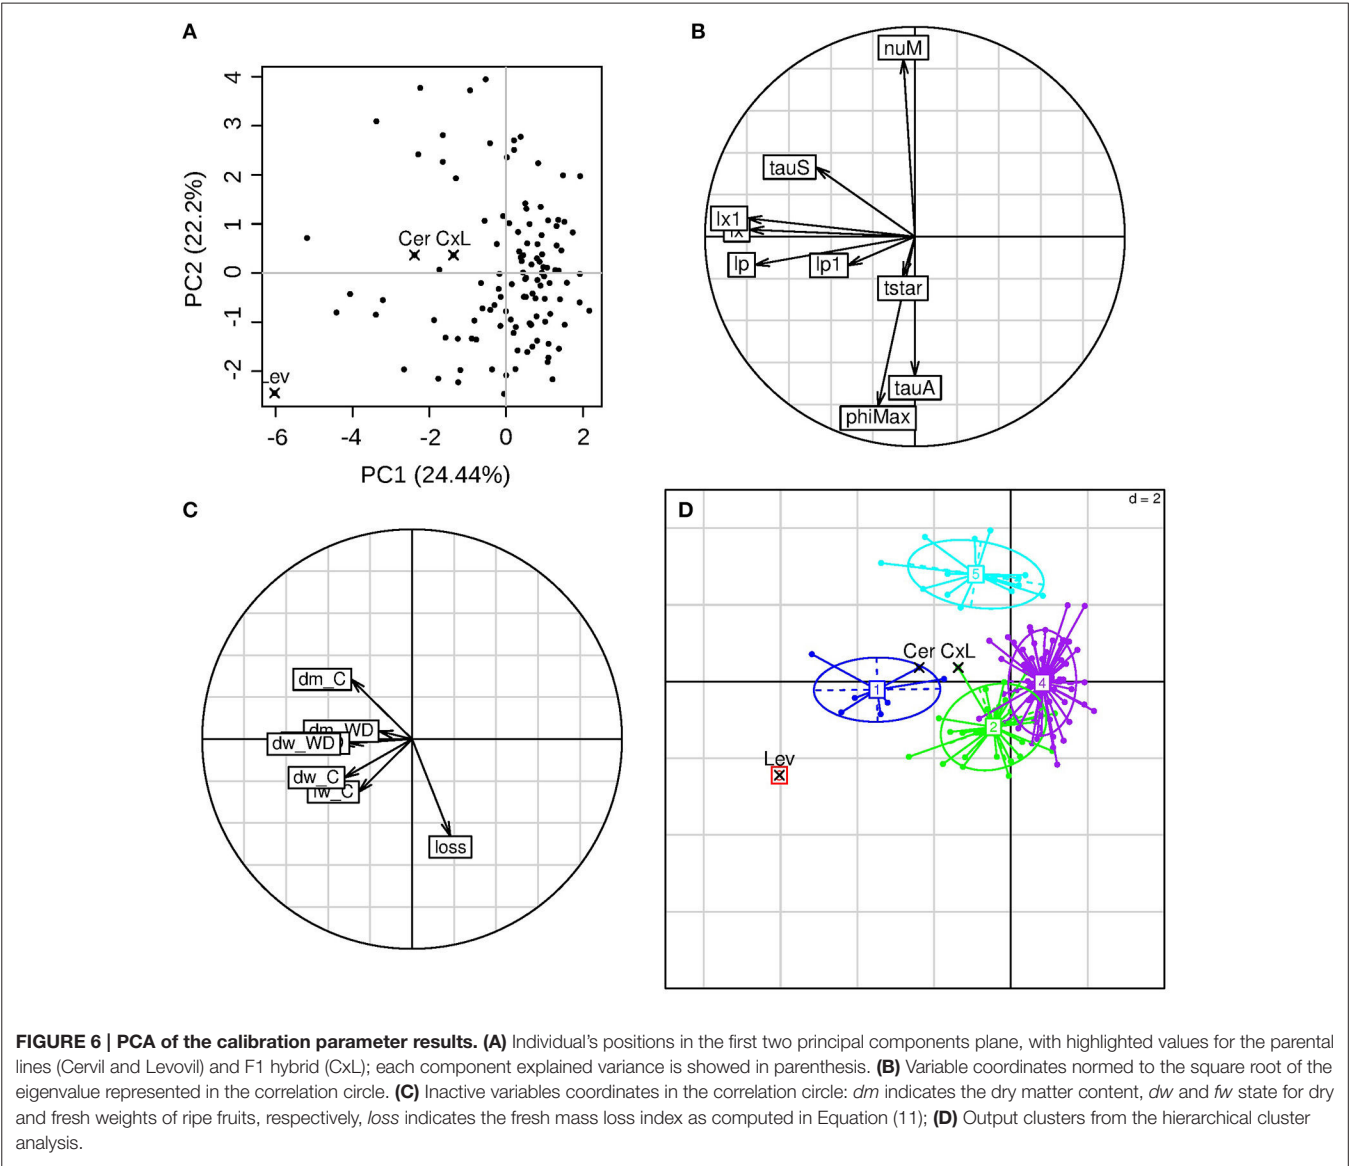 A
4
3
2
1
0
-1
-2
PC2 (22.2%)
Cer CxL
-6 -4 -2 0 2
PC1 (24.44%)
B
nuM
tauS
lx1
lp
lp1
tstar
tauA
phiMax
C
dm_C
dm_WD
dw_WD
dw_C
fw_C
loss
D
d = 2
5
Cer CxL
1
4
2
Lev
FIGURE 6 | PCA of the calibration parameter results. (A) Individual's positions in the first two principal components plane, with highlighted values for the parental
lines (Cervil and Levovil) and F1 hybrid (CxL); each component explained variance is showed in parenthesis. (B) Variable coordinates normed to the square root of the
eigenvalue represented in the correlation circle. (C) Inactive variables coordinates in the correlation circle: dm indicates the dry matter content, dw and fw state for dry
and fresh weights of ripe fruits, respectively, loss indicates the fresh mass loss index as computed in Equation (11); (D) Output clusters from the hierarchical cluster
analysis.